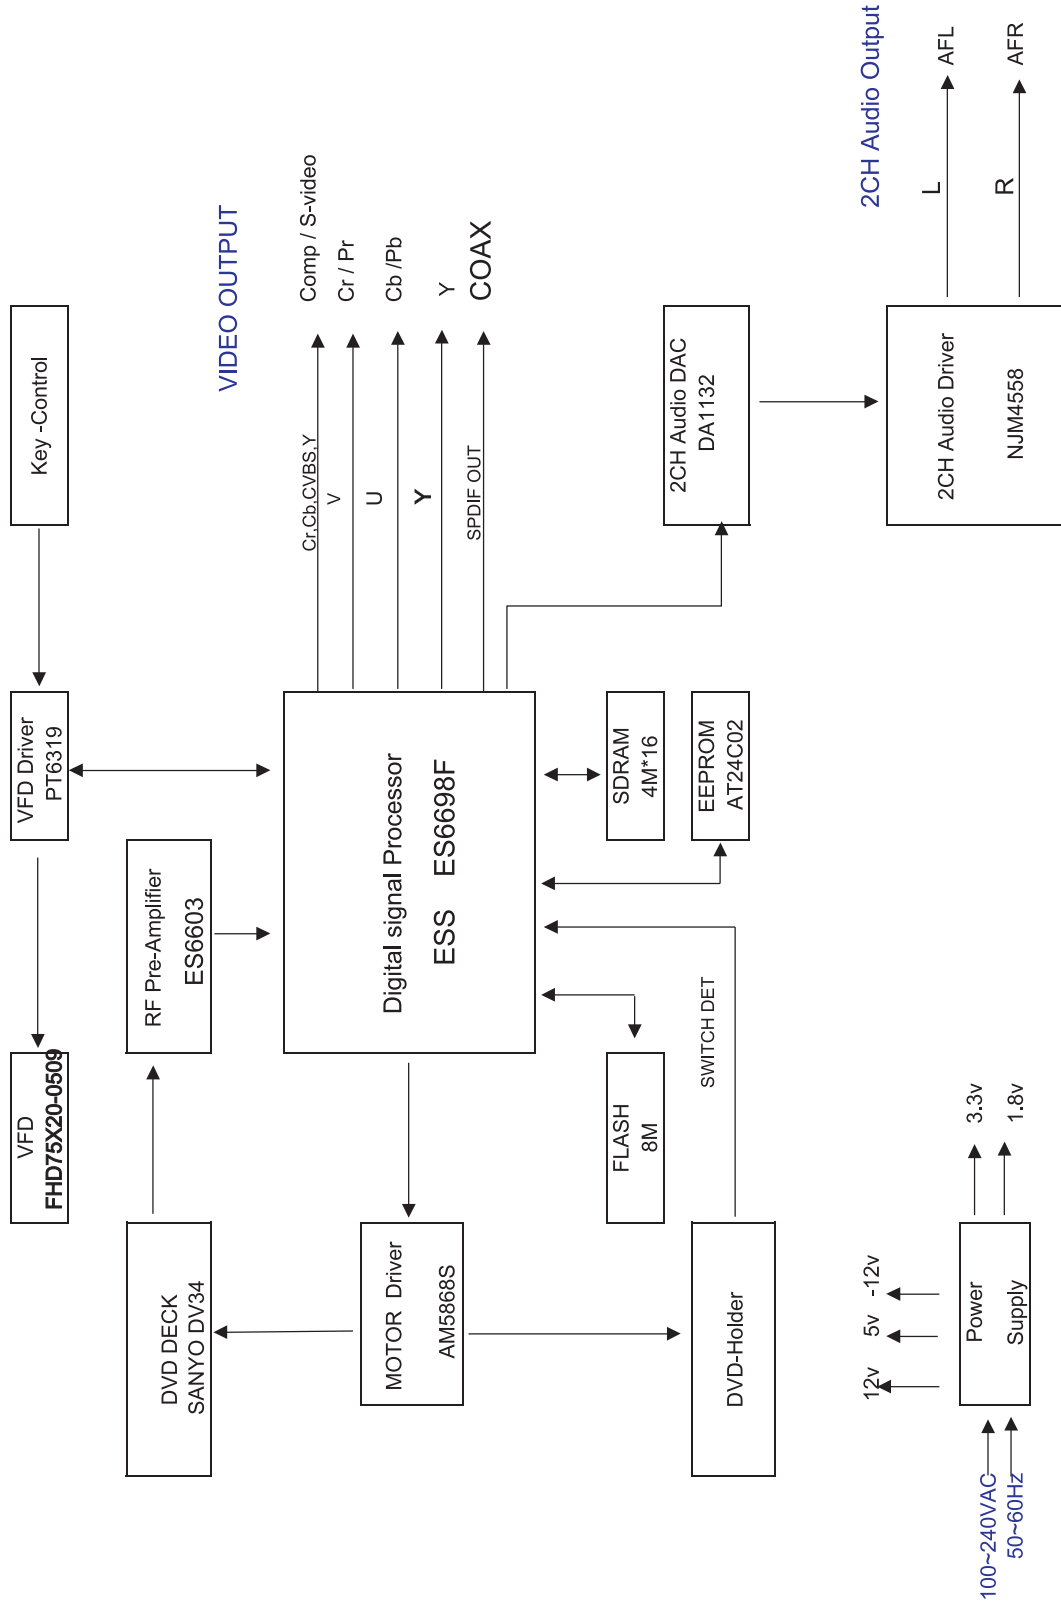 VFD
FHD75X20-0509
VFD Driver
PT6319
Key -Control
DVD DECK
SANYO DV34
RF Pre-Amplifier
ES6603
VIDEO OUTPUT
MOTOR Driver
AM5868S
Digital signal Processor
ESS ES6698F
Cr,Cb,CVBS,Y
Comp / S-video
V
Cr / Pr
U
Cb /Pb
Y
Y
SPDIF OUT
COAX
FLASH
8M
SDRAM
4M*16
DVD-Holder
SWITCH DET
EEPROM
AT24C02
2CH Audio DAC
DA1132
2CH Audio Output
12v
5v
-12v
Power
Supply
3.3v
1.8v
100~240VAC
50~60Hz
2CH Audio Driver
NJM4558
L
AFL
R
AFR